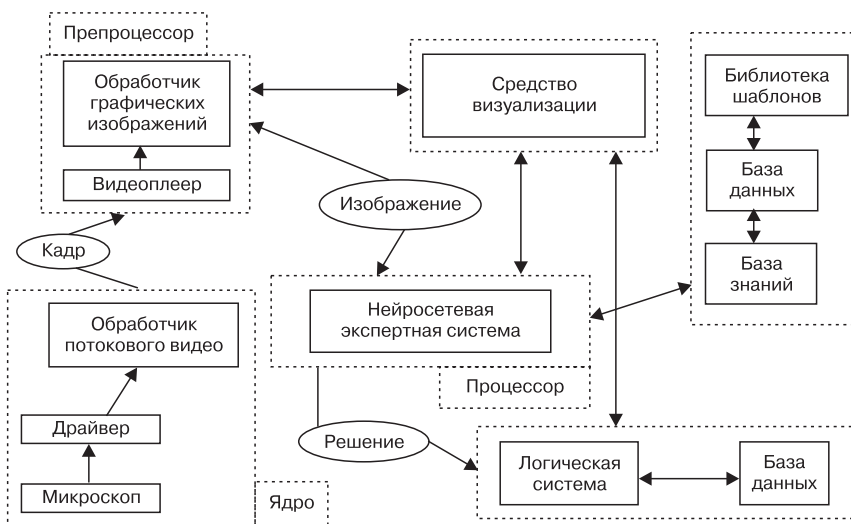 Препроцессор
Обработчик
графических
изображений
Видеоплеер
Средство
визуализации
Библиотека
шаблонов
База
данных
База
знаний
Изображение
Кадр
Нейросетевая
экспертная система
Процессор
Обработчик
потокового видео
Драйвер
Микроскоп
Ядро
Решение
Логическая
система
База
данных